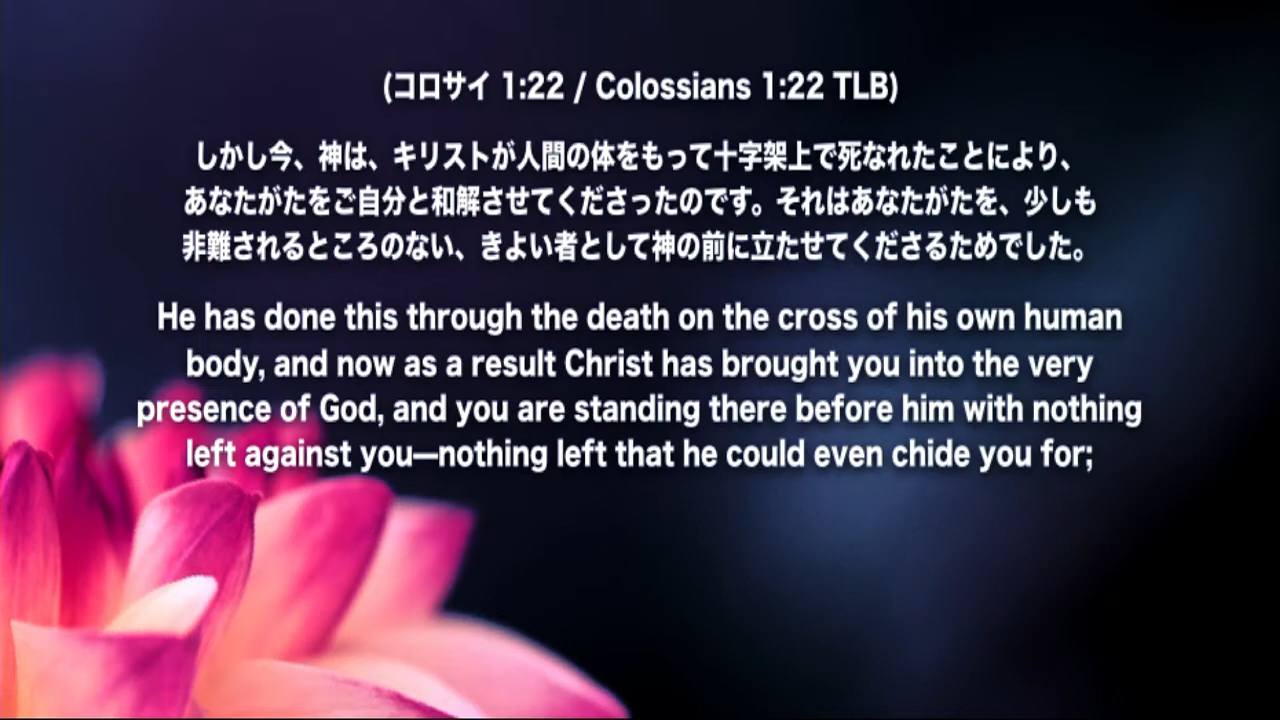 (コロサイ 1:22 / Colossians 1:22 TLB)
しかし今、神は、キリストが人間の体をもって十字架上で死なれたことにより、
あなたがたをご自分と和解させてくださったのです。それはあなたがたを、少しも
非難されるところのない、きよい者として神の前に立たせてくださるためでした。
He has done this through the death on the cross of his own human
body, and now as a result Christ has brought you into the very
presence of God, and you are standing there before him with nothing
left against you—nothing left that he could even chide you for;